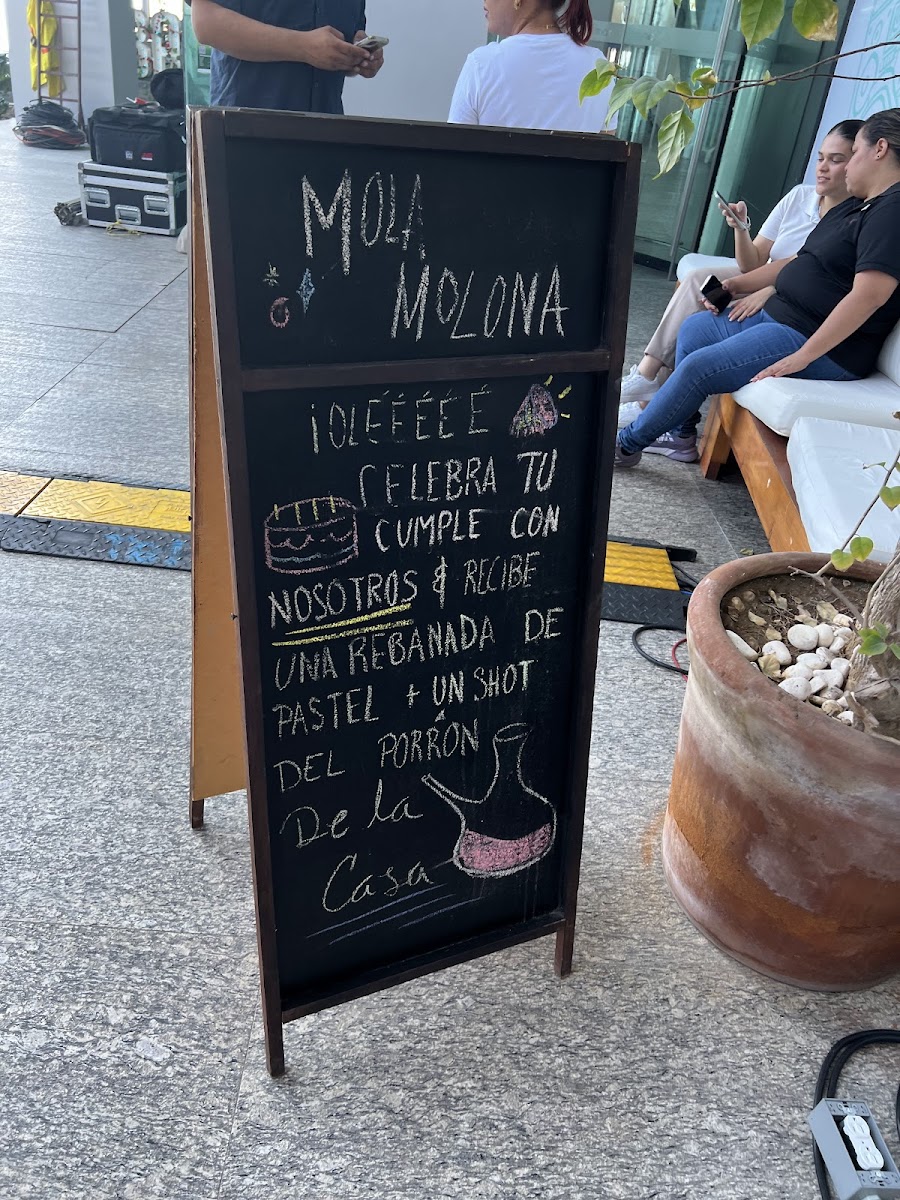 MOLA
MOLONA
¡OLÉÉÉÉÉ
CELEBRA TU
CUMPLE CON
NOSOTROS & RECIBE
UNA REBANADA DE
PASTEL + UN SHOT
DEL PORRÓN
De la
Casa